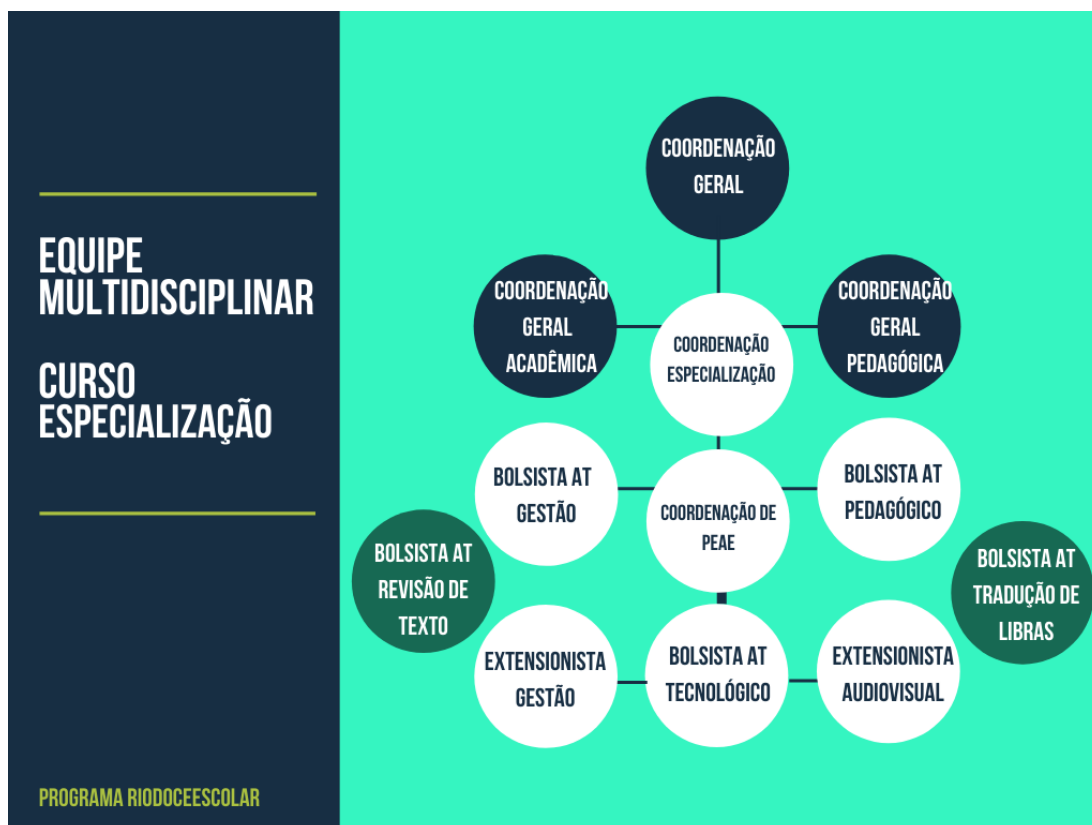 EQUIPE
MULTIDISCIPLINAR
CURSO
ESPECIALIZAÇÃO
PROGRAMA RIODOCEESCOLAR
COORDENAÇÃO
GERAL
COORDENAÇÃO
GERAL
ACADÊMICA
COORDENAÇÃO
ESPECIALIZAÇÃO
COORDENAÇÃO
GERAL
PEDAGÓGICA
BOLSISTA AT
GESTÃO
COORDENAÇÃO DE
PEAE
BOLSISTA AT
PEDAGÓGICO
BOLSISTA AT
REVISÃO DE
TEXTO
BOLSISTA AT
TRADUÇÃO DE
LIBRAS
EXTENSIONISTA
GESTÃO
BOLSISTA AT
TECNOLÓGICO
EXTENSIONISTA
AUDIOVISUAL